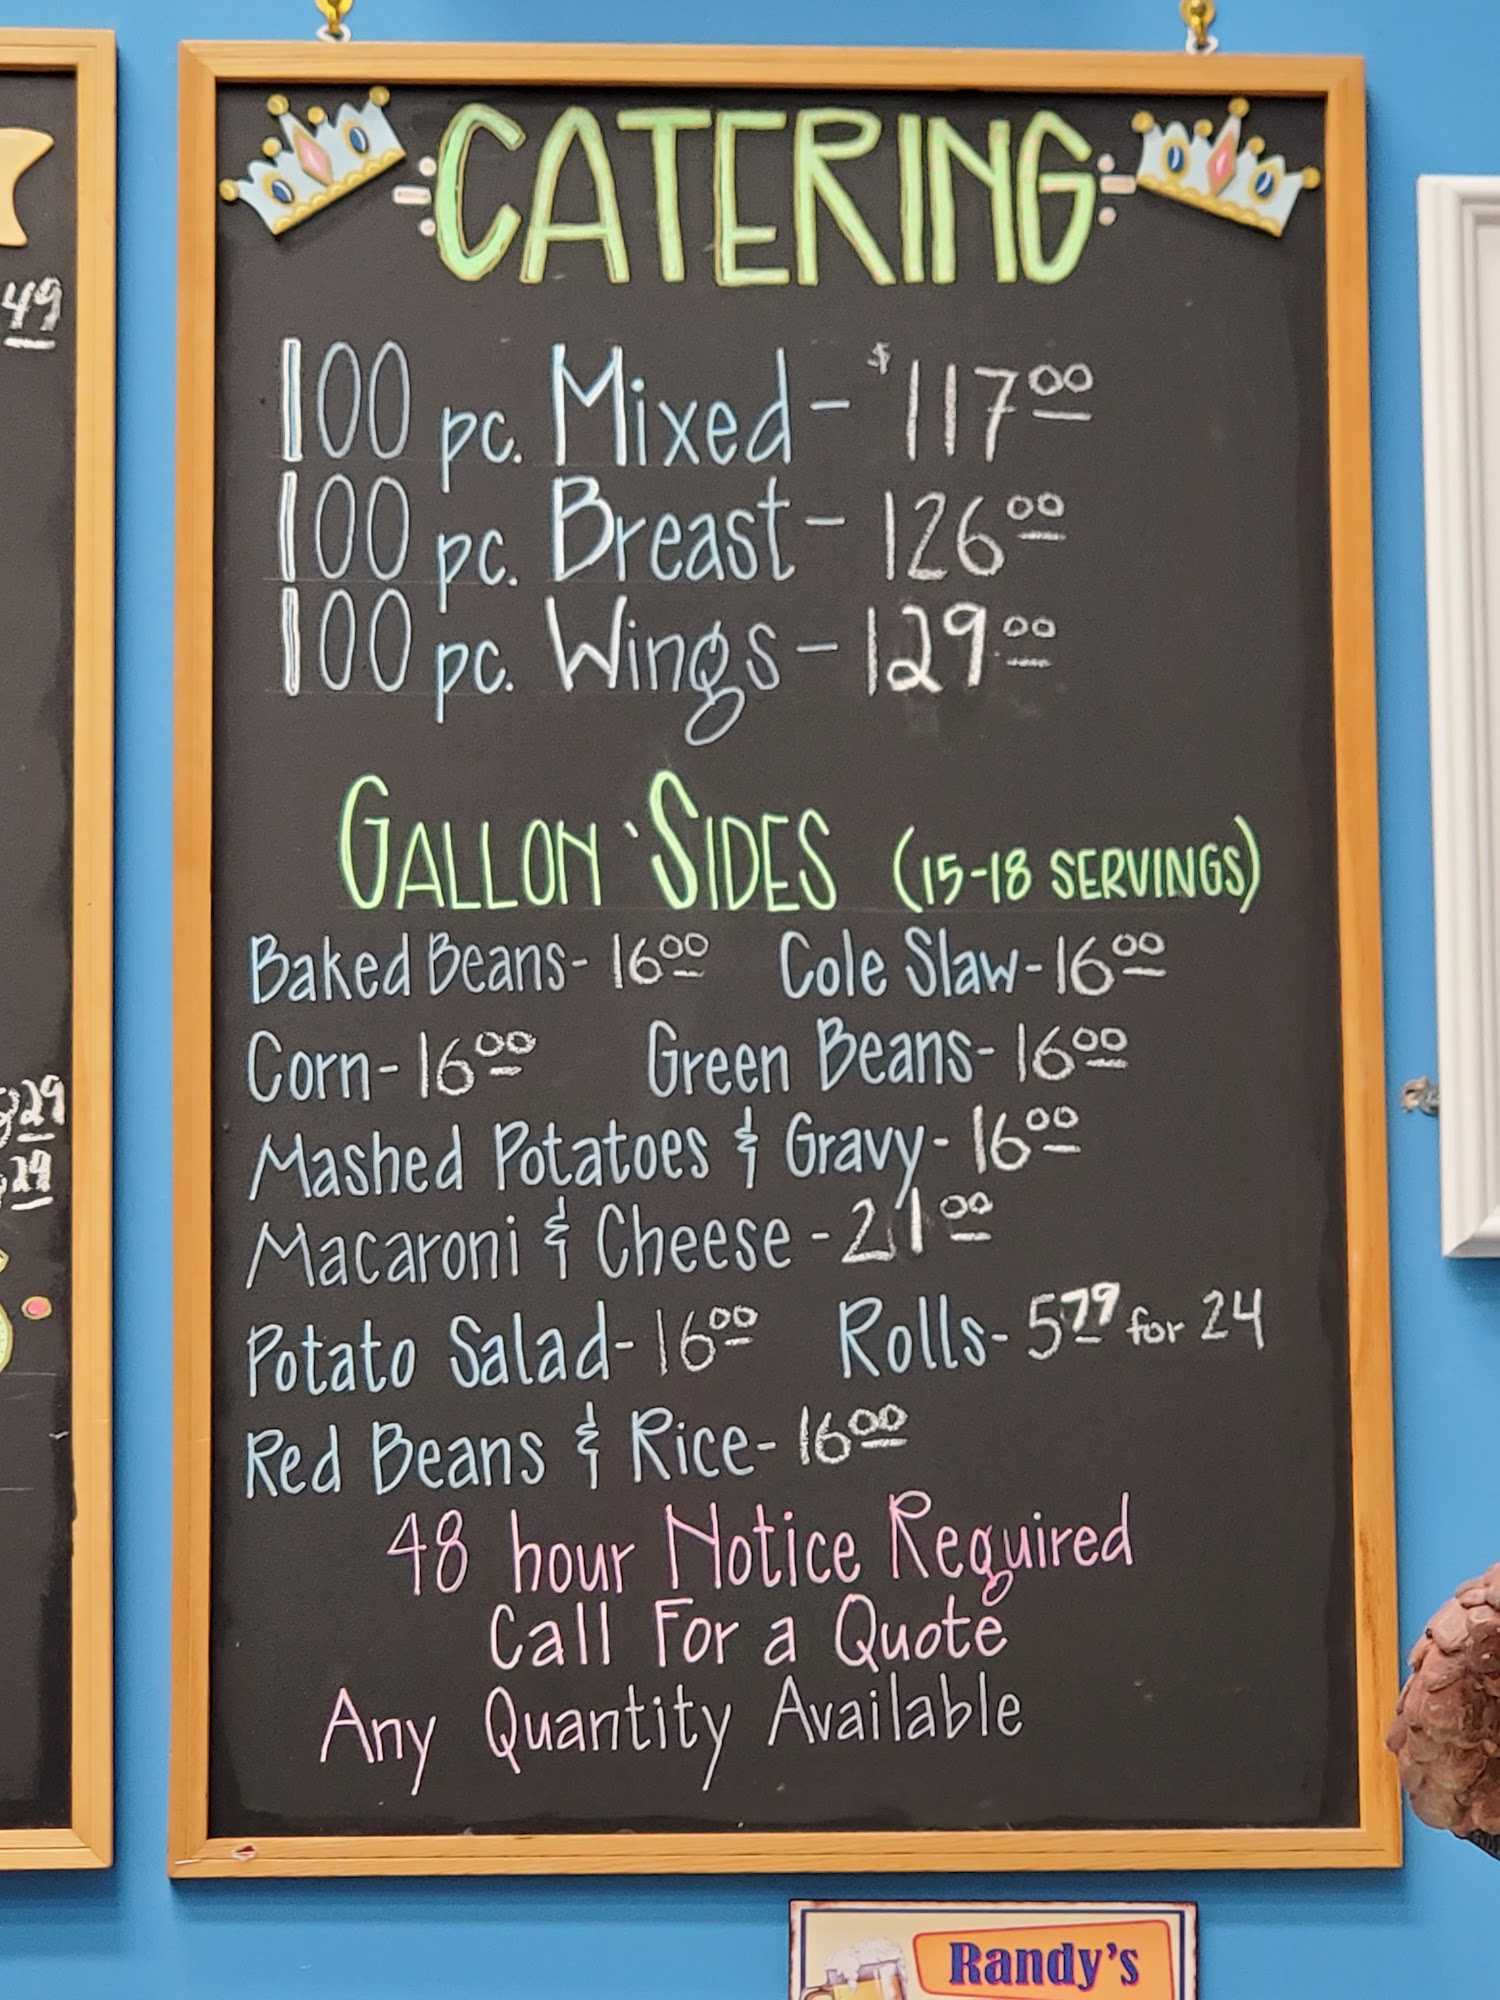 CATERING
100 pc. Mixed - $117.00
100 pc. Breast - 126.00
100 pc. Wings - 129.00
GALLON SIDES (15-18 SERVINGS)
Baked Beans - 16.00 Cole Slaw - 16.00
Corn - 16.00 Green Beans - 16.00
Mashed Potatoes & Gravy - 16.00
Macaroni & Cheese - 21.00
Potato Salad - 16.00 Rolls - 5.79 for 24
Red Beans & Rice - 16.00
48 hour Notice Required
Call For a Quote
Any Quantity Available
49
29
29
Randy's